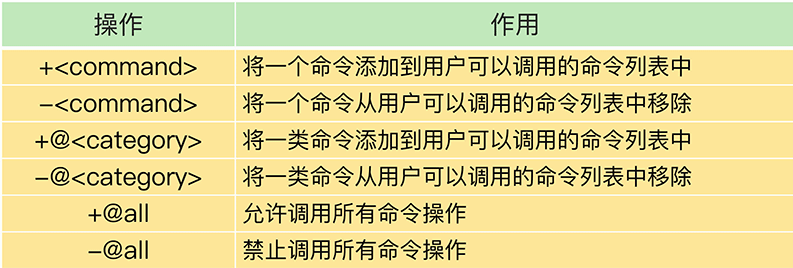 操作 作用
+<command> 将一个命令添加到用户可以调用的命令列表中
-<command> 将一个命令从用户可以调用的命令列表中移除
+@<category> 将一类命令添加到用户可以调用的命令列表中
-@<category> 将一类命令从用户可以调用的命令列表中移除
+@all 允许调用所有命令操作
-@all 禁止调用所有命令操作